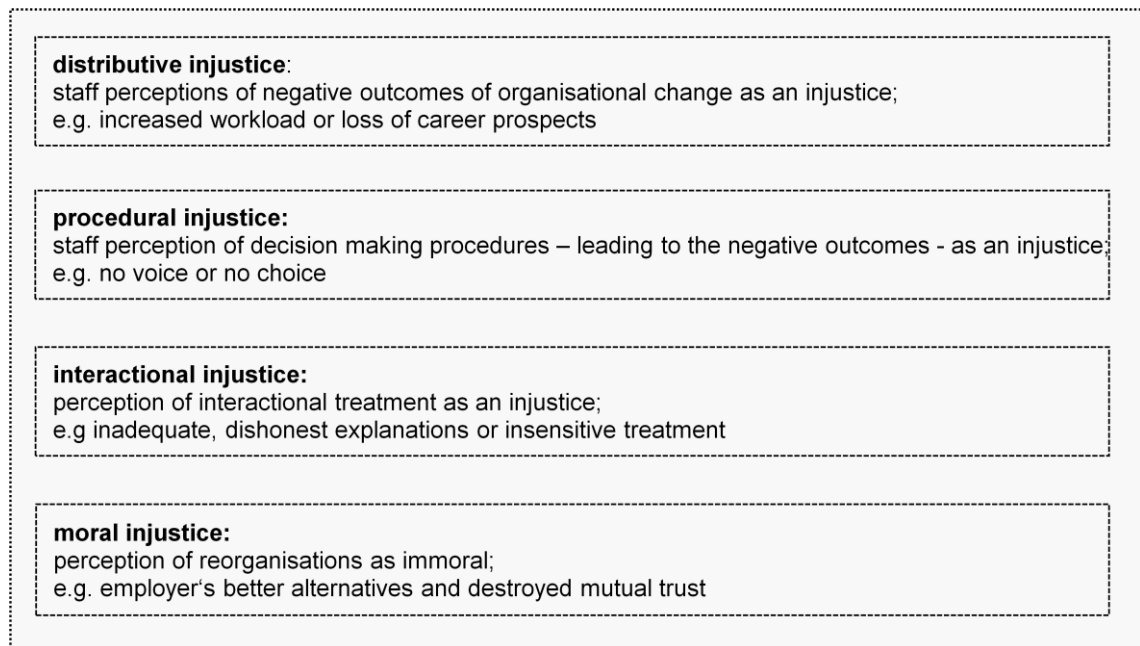 distributive injustice:
staff perceptions of negative outcomes of organisational change as an injustice;
e.g. increased workload or loss of career prospects
procedural injustice:
staff perception of decision making procedures – leading to the negative outcomes - as an injustice;
e.g. no voice or no choice
interactional injustice:
perception of interactional treatment as an injustice;
e.g inadequate, dishonest explanations or insensitive treatment
moral injustice:
perception of reorganisations as immoral;
e.g. employer‘s better alternatives and destroyed mutual trust